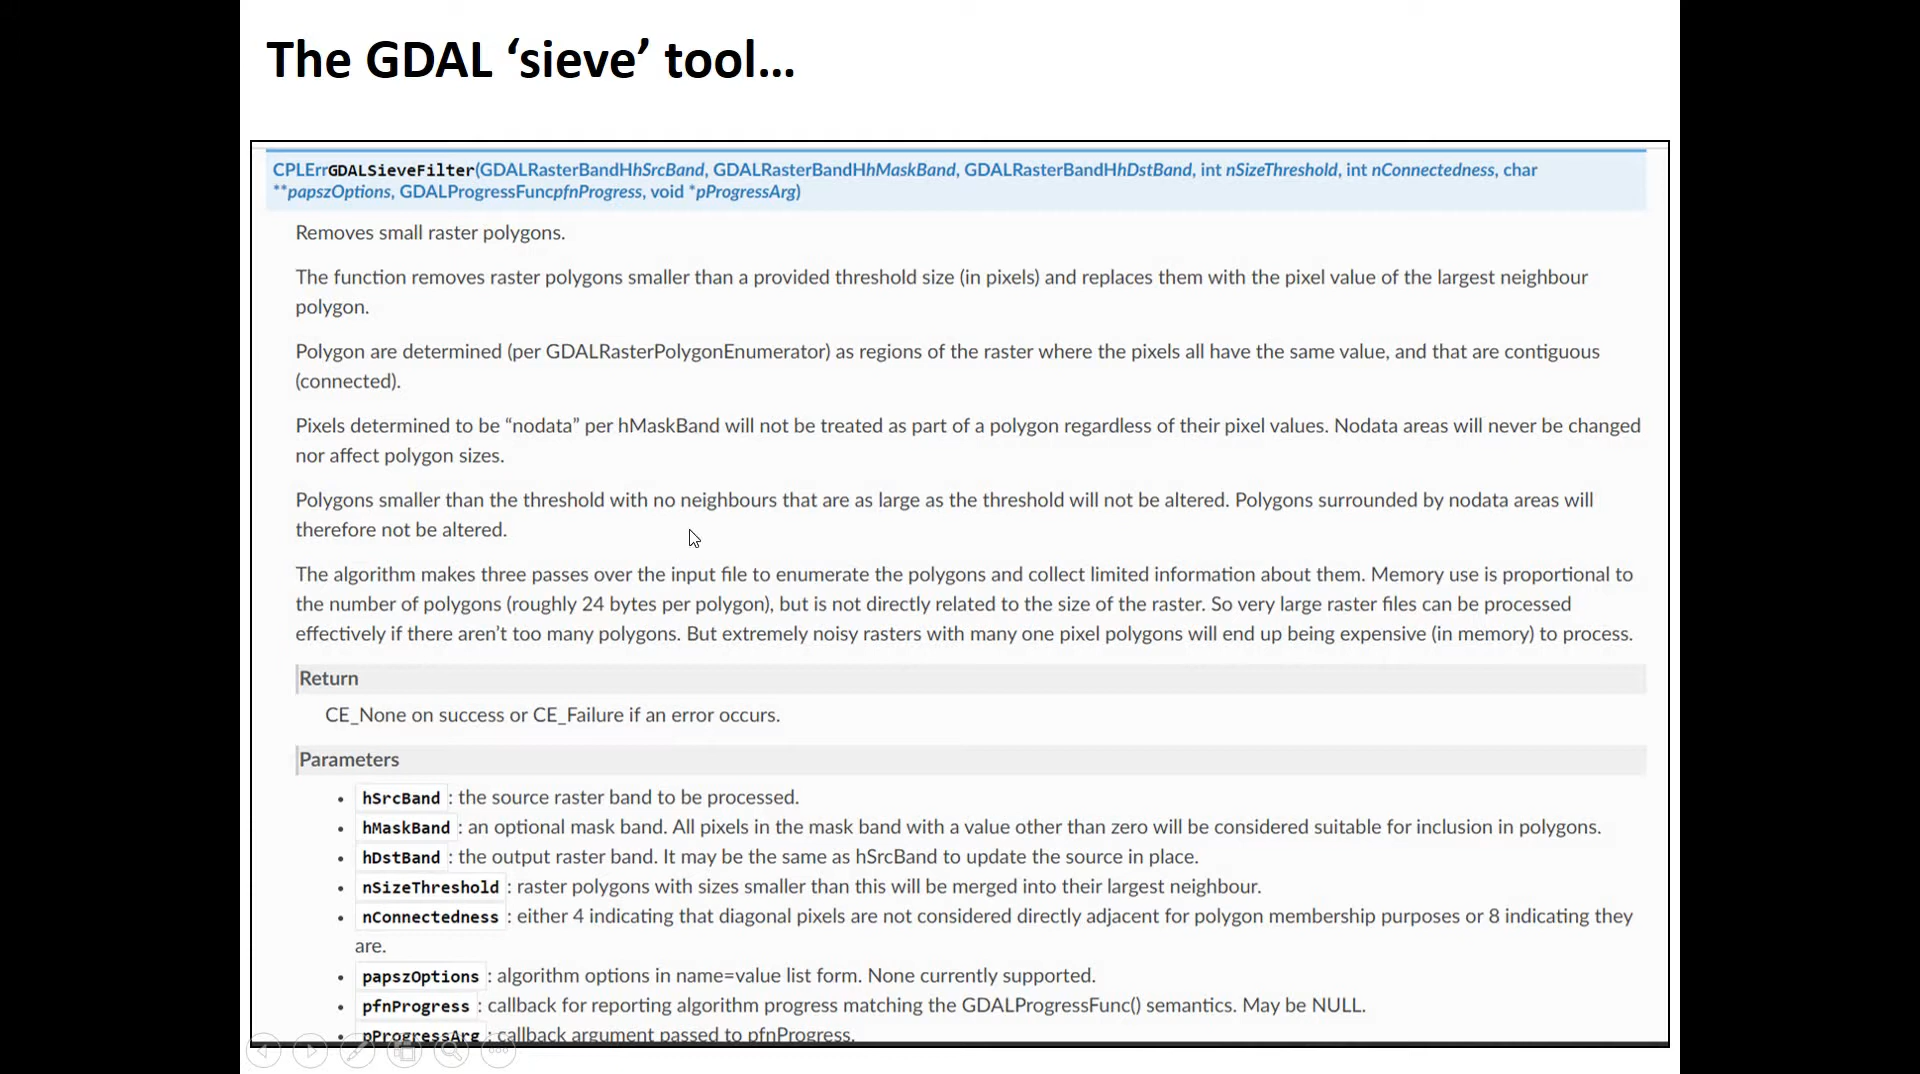 The GDAL ‘sieve’ tool...
CPLErrGDALSieveFilter(GDALRasterBandHhSrcBand, GDALRasterBandHhMaskBand, GDALRasterBandHhDstBand, int nSizeThreshold, int nConnectedness, char
**papszOptions, GDALProgressFuncpfnProgress, void *pProgressArg)
Removes small raster polygons.
The function removes raster polygons smaller than a provided threshold size (in pixels) and replaces them with the pixel value of the largest neighbour
polygon.
Polygon are determined (per GDALRasterPolygonEnumerator) as regions of the raster where the pixels all have the same value, and that are contiguous
(connected).
Pixels determined to be “nodata” per hMaskBand will not be treated as part of a polygon regardless of their pixel values. Nodata areas will never be changed
nor affect polygon sizes.
Polygons smaller than the threshold with no neighbours that are as large as the threshold will not be altered. Polygons surrounded by nodata areas will
therefore not be altered.
The algorithm makes three passes over the input file to enumerate the polygons and collect limited information about them. Memory use is proportional to
the number of polygons (roughly 24 bytes per polygon), but is not directly related to the size of the raster. So very large raster files can be processed
effectively if there aren’t too many polygons. But extremely noisy rasters with many one pixel polygons will end up being expensive (in memory) to process.
Return
CE_None on success or CE_Failure if an error occurs.
Parameters
• hSrcBand : the source raster band to be processed.
• hMaskBand : an optional mask band. All pixels in the mask band with a value other than zero will be considered suitable for inclusion in polygons.
• hDstBand : the output raster band. It may be the same as hSrcBand to update the source in place.
• nSizeThreshold : raster polygons with sizes smaller than this will be merged into their largest neighbour.
• nConnectedness : either 4 indicating that diagonal pixels are not considered directly adjacent for polygon membership purposes or 8 indicating they
are.
• papszOptions : algorithm options in name=value list form. None currently supported.
• pfnProgress : callback for reporting algorithm progress matching the GDALProgressFunc() semantics. May be NULL.
• pProgressArg : callback argument passed to pfnProgress.